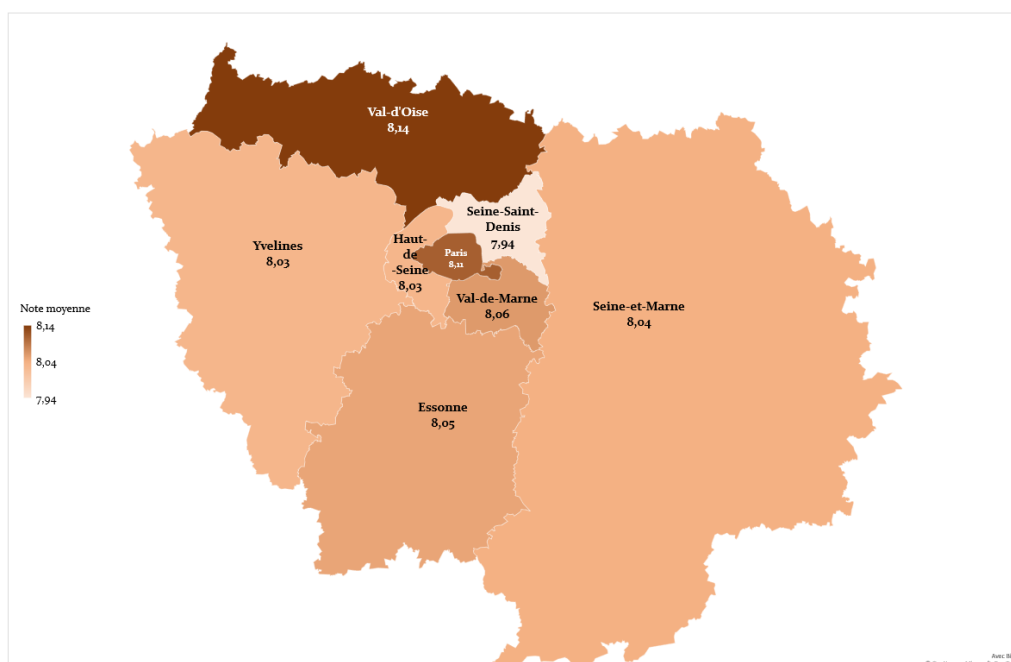 Val-d'Oise
8,14
Seine-Saint-
Denis
7,94
Yvelines
8,03
Haut-
de
-Seine
8,03
Paris
8,11
Val-de-Marne
8,06
Seine-et-Marne
8,04
Note moyenne
8,14
8,04
7,94
Essonne
8,05